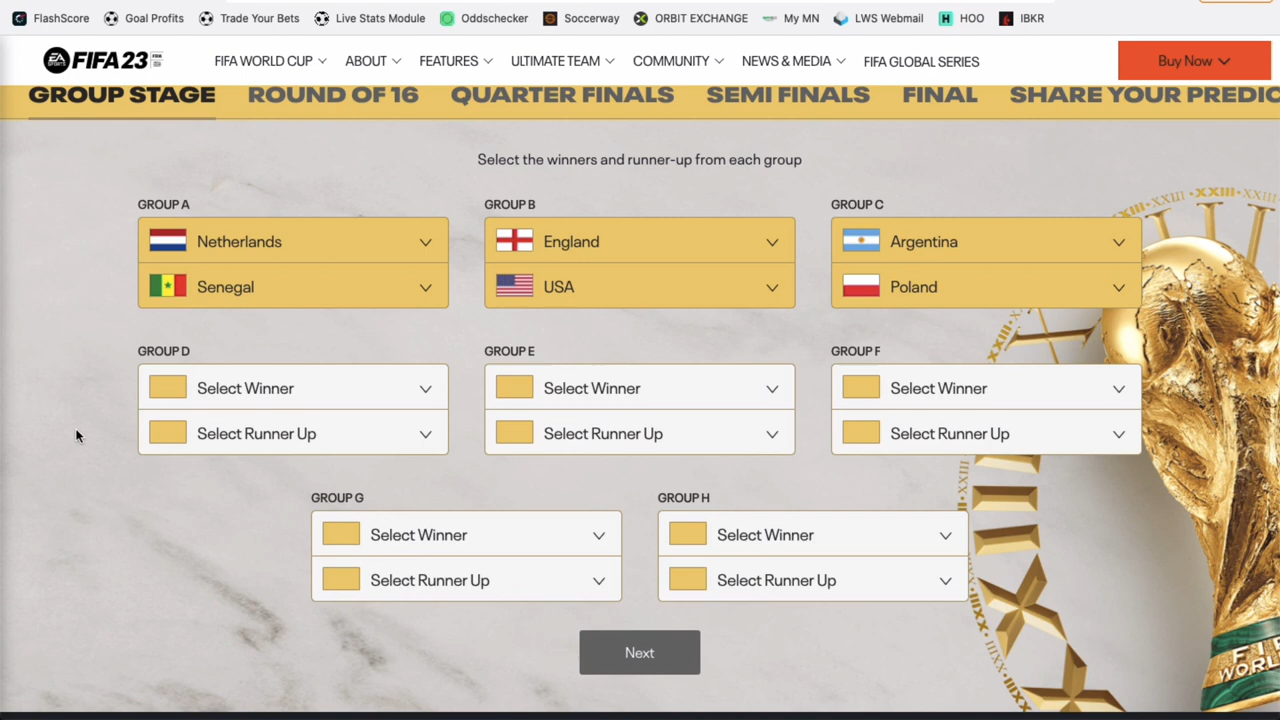 FlashScore Goal Profits Trade Your Bets Live Stats Module Oddschecker Soccerway ORBIT EXCHANGE My MN LWS Webmail HOO IBKR
EA SPORTS FIFA 23 FIFA WORLD CUP ABOUT FEATURES ULTIMATE TEAM COMMUNITY NEWS & MEDIA FIFA GLOBAL SERIES Buy Now
GROUP STAGE ROUND OF 16 QUARTER FINALS SEMI FINALS FINAL SHARE YOUR PREDIC
Select the winners and runner-up from each group
GROUP A GROUP B GROUP C
Netherlands England Argentina
Senegal USA Poland
GROUP D GROUP E GROUP F
Select Winner Select Winner Select Winner
Select Runner Up Select Runner Up Select Runner Up
GROUP G GROUP H
Select Winner Select Winner
Select Runner Up Select Runner Up
Next